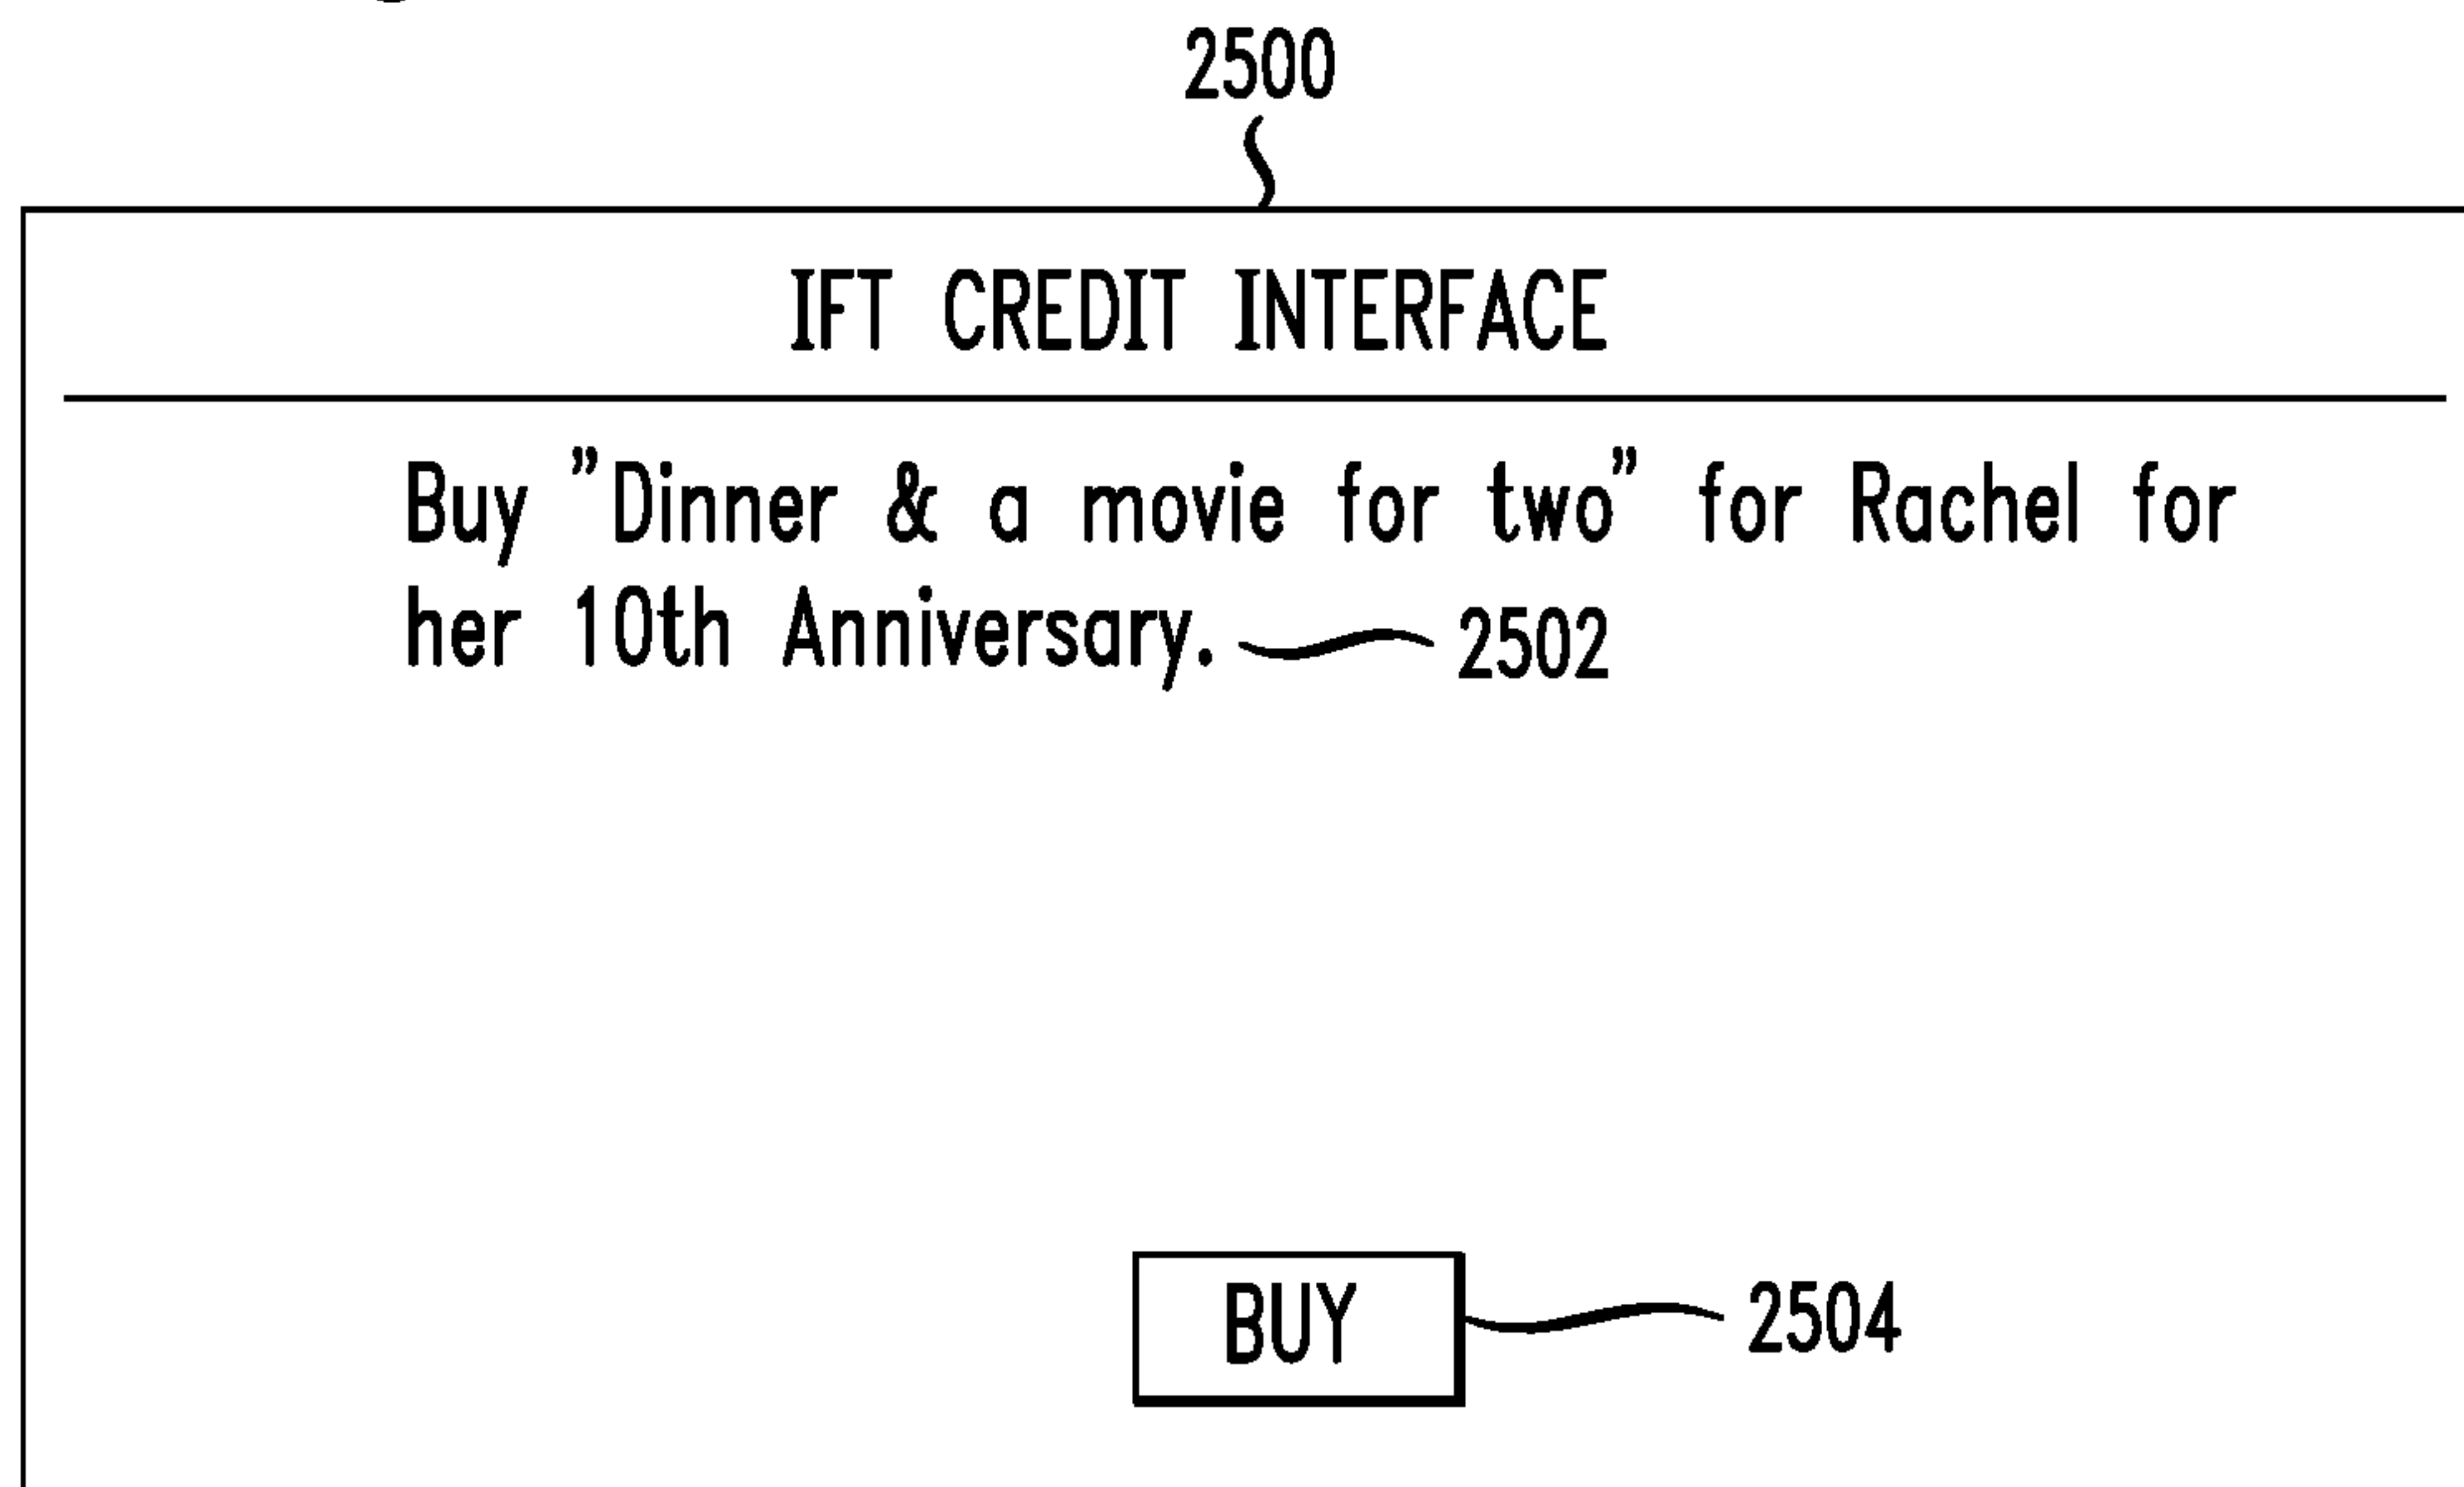 2500
IFT CREDIT INTERFACE
Buy ”Dinner & a movie for two” for Rachel for
her 10th Anniversary. 2502
BUY 2504